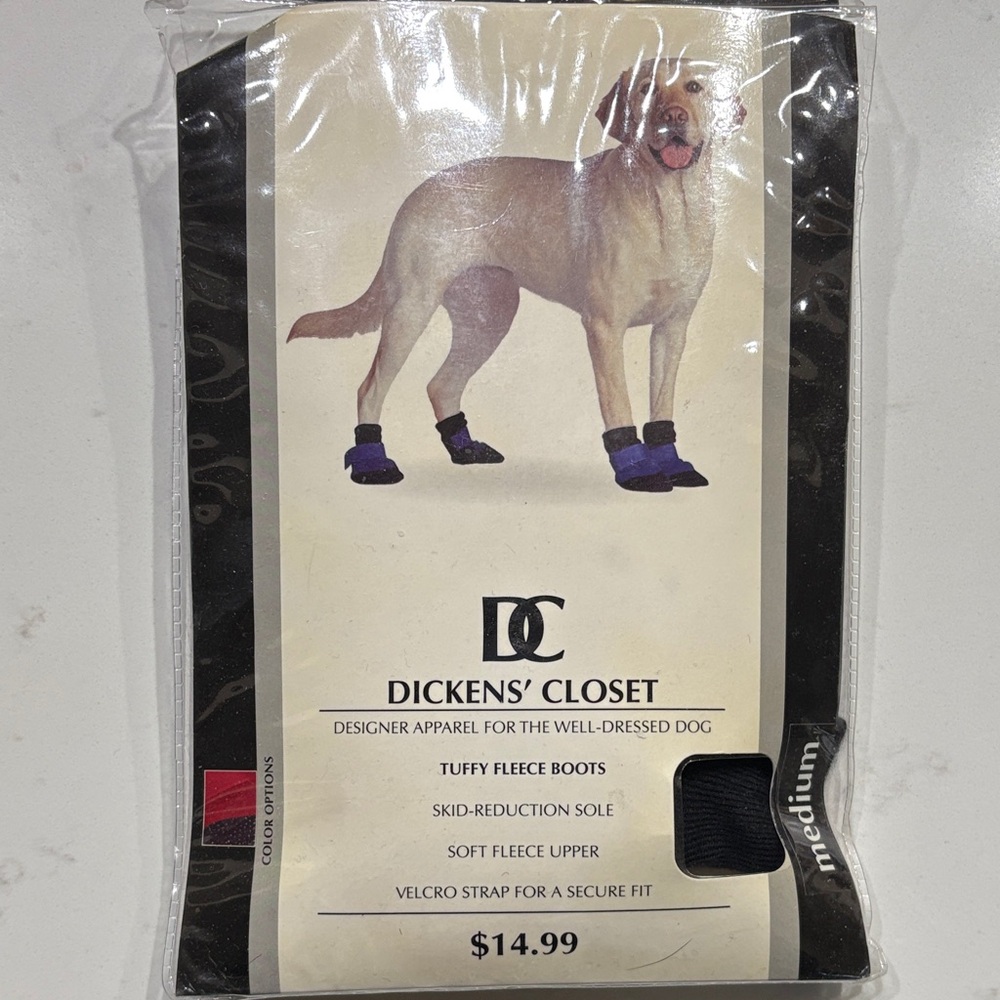 DC
DICKENS' CLOSET
DESIGNER APPAREL FOR THE WELL-DRESSED DOG
TUFFY FLEECE BOOTS
SKID-REDUCTION SOLE
SOFT FLEECE UPPER
VELCRO STRAP FOR A SECURE FIT
$14.99
COLOR OPTIONS
medium